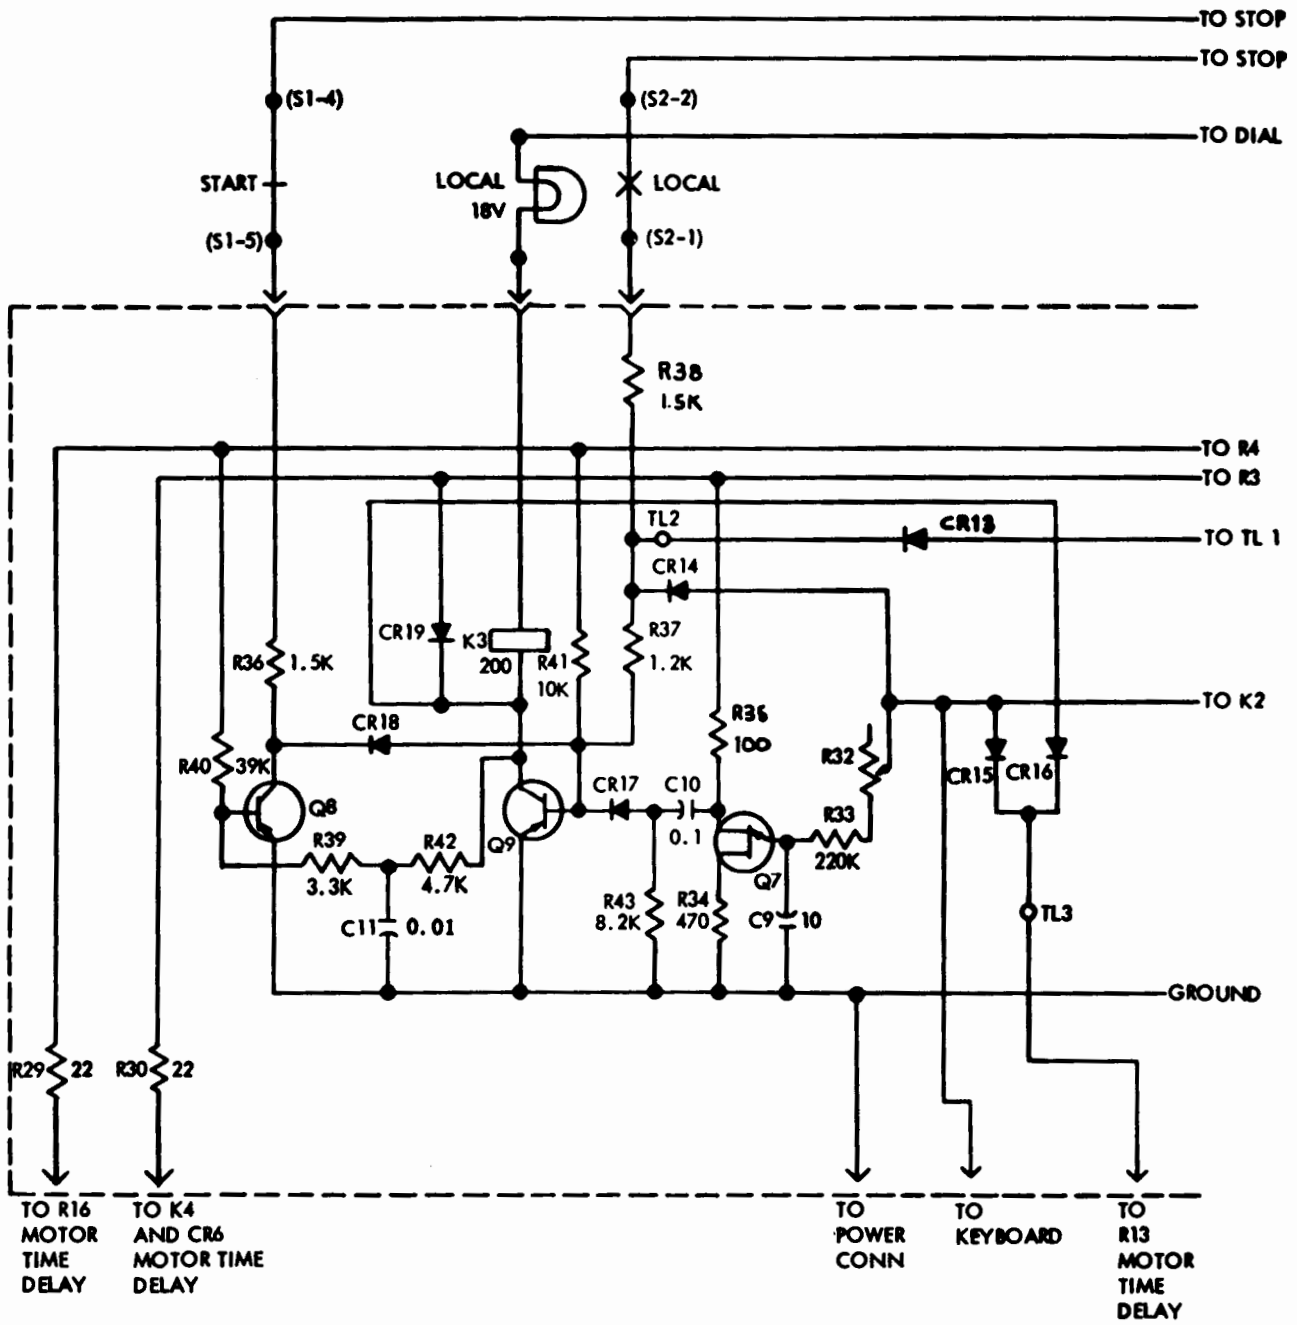 TO STOP
TO STOP
(S1-4)
(S2-2)
TO DIAL
START
LOCAL
18V
LOCAL
(S1-5)
(S2-1)
R38
1.5K
TO R4
TO R3
TL2
CR13
TO TL 1
CR14
CR19
K3
200
R41
10K
R37
1.2K
R36
1.5K
TO K2
CR18
R35
100
R40
39K
R32
CR15
CR16
CR17
C10
0.1
Q8
Q9
R33
220K
R39
3.3K
R42
4.7K
Q7
R43
8.2K
R34
470
C9
10
C11
0.01
TL3
GROUND
R29
22
R30
22
TO R16
MOTOR
TIME
DELAY
TO K4
AND CR6
MOTOR TIME
DELAY
TO
POWER
CONN
TO
KEYBOARD
TO
R13
MOTOR
TIME
DELAY